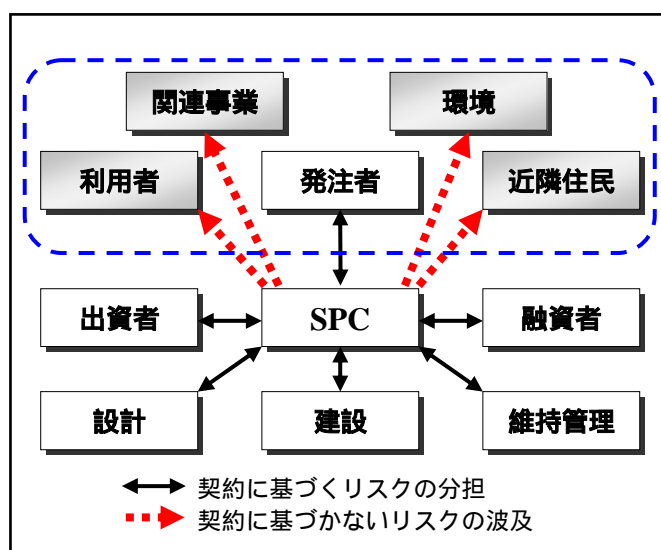 関連事業
環境
利用者
発注者
近隣住民
出資者
SPC
融資者
設計
建設
維持管理
契約に基づくリスクの分担
契約に基づかないリスクの波及